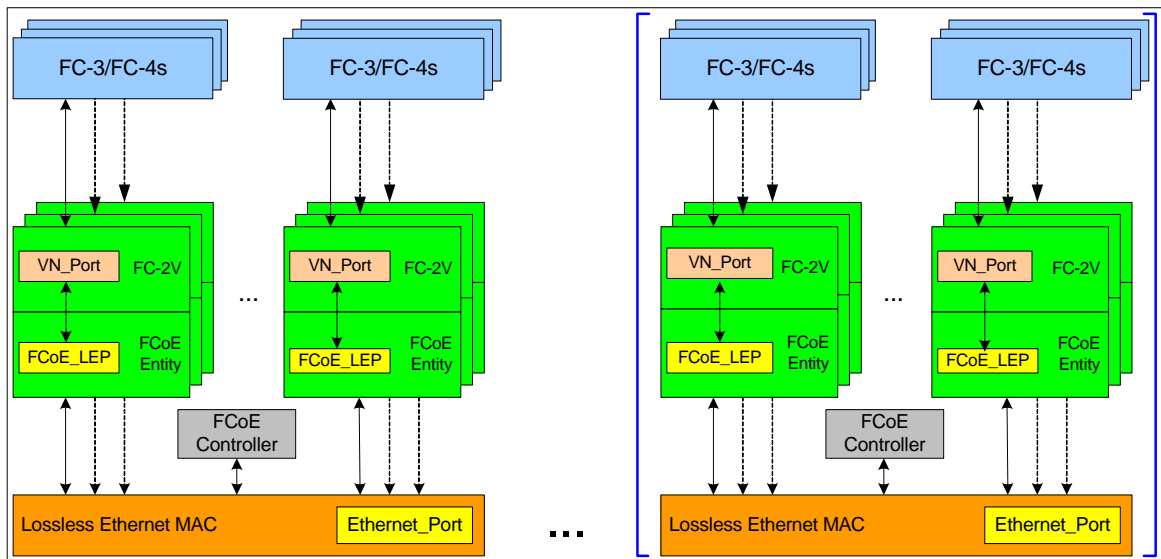 FC-3/FC-4s
FC-3/FC-4s
FC-3/FC-4s
FC-3/FC-4s
VN_Port
FC-2V
VN_Port
FC-2V
VN_Port
FC-2V
VN_Port
FC-2V
...
...
FCoE_LEP
FCoE
Entity
FCoE_LEP
FCoE
Entity
FCoE_LEP
FCoE
Entity
FCoE_LEP
FCoE
Entity
FCoE
Controller
FCoE
Controller
Lossless Ethernet MAC
Ethernet_Port
...
Lossless Ethernet MAC
Ethernet_Port